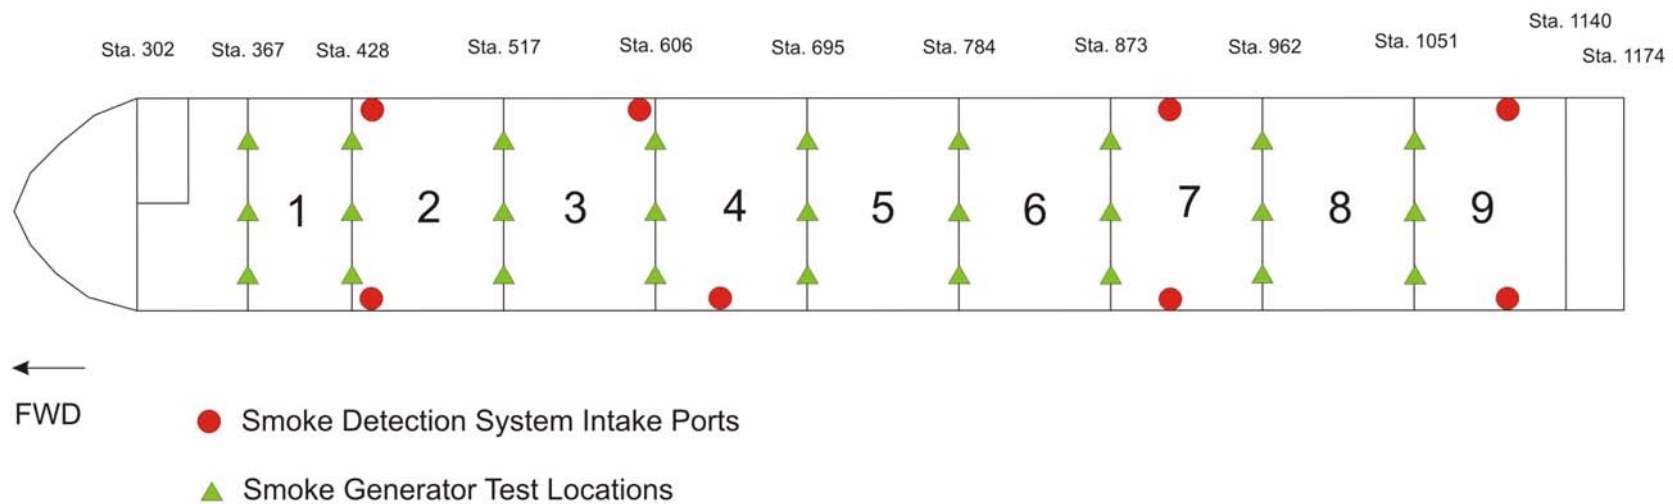 Sta. 1140
Sta. 302 Sta. 367 Sta. 428 Sta. 517 Sta. 606 Sta. 695 Sta. 784 Sta. 873 Sta. 962 Sta. 1051 Sta. 1174
1 2 3 4 5 6 7 8 9
FWD
Smoke Detection System Intake Ports
Smoke Generator Test Locations